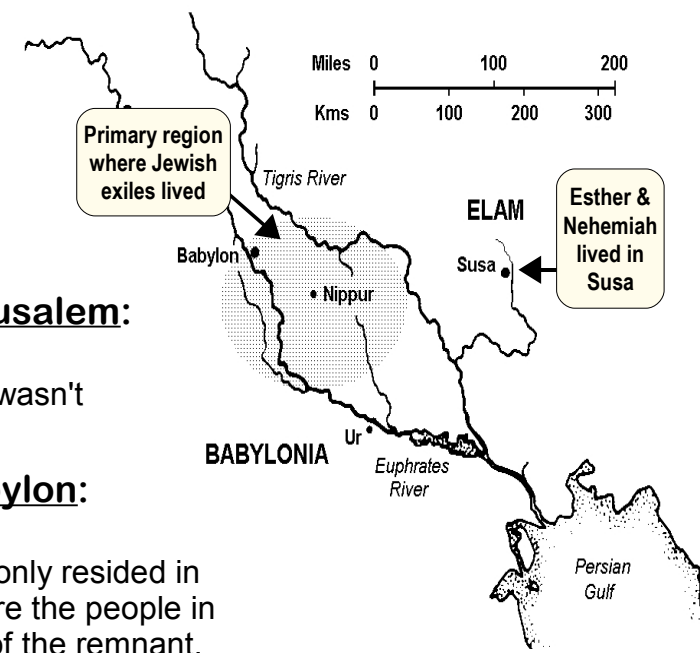 Miles 0 100 200
Kms 0 100 200 300
Primary region
where Jewish
exiles lived
Tigris River
ELAM
Esther &
Nehemiah
lived in
Susa
Babylon
Susa
Nippur
usalem:
wasn't
Ur
BABYLONIA
Euphrates
River
ylon:
only resided in
re the people in
of the remnant.
Persian
Gulf